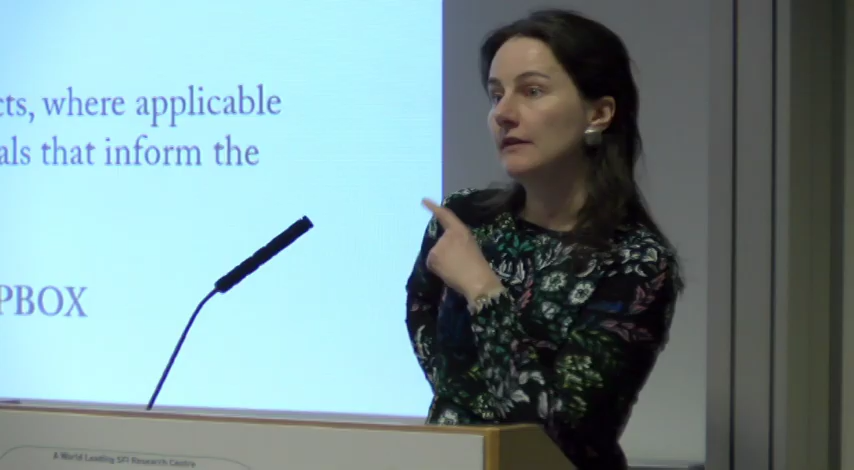 cts, where applicable
als that inform the
PBOX
A World Leading SFI Research Centre